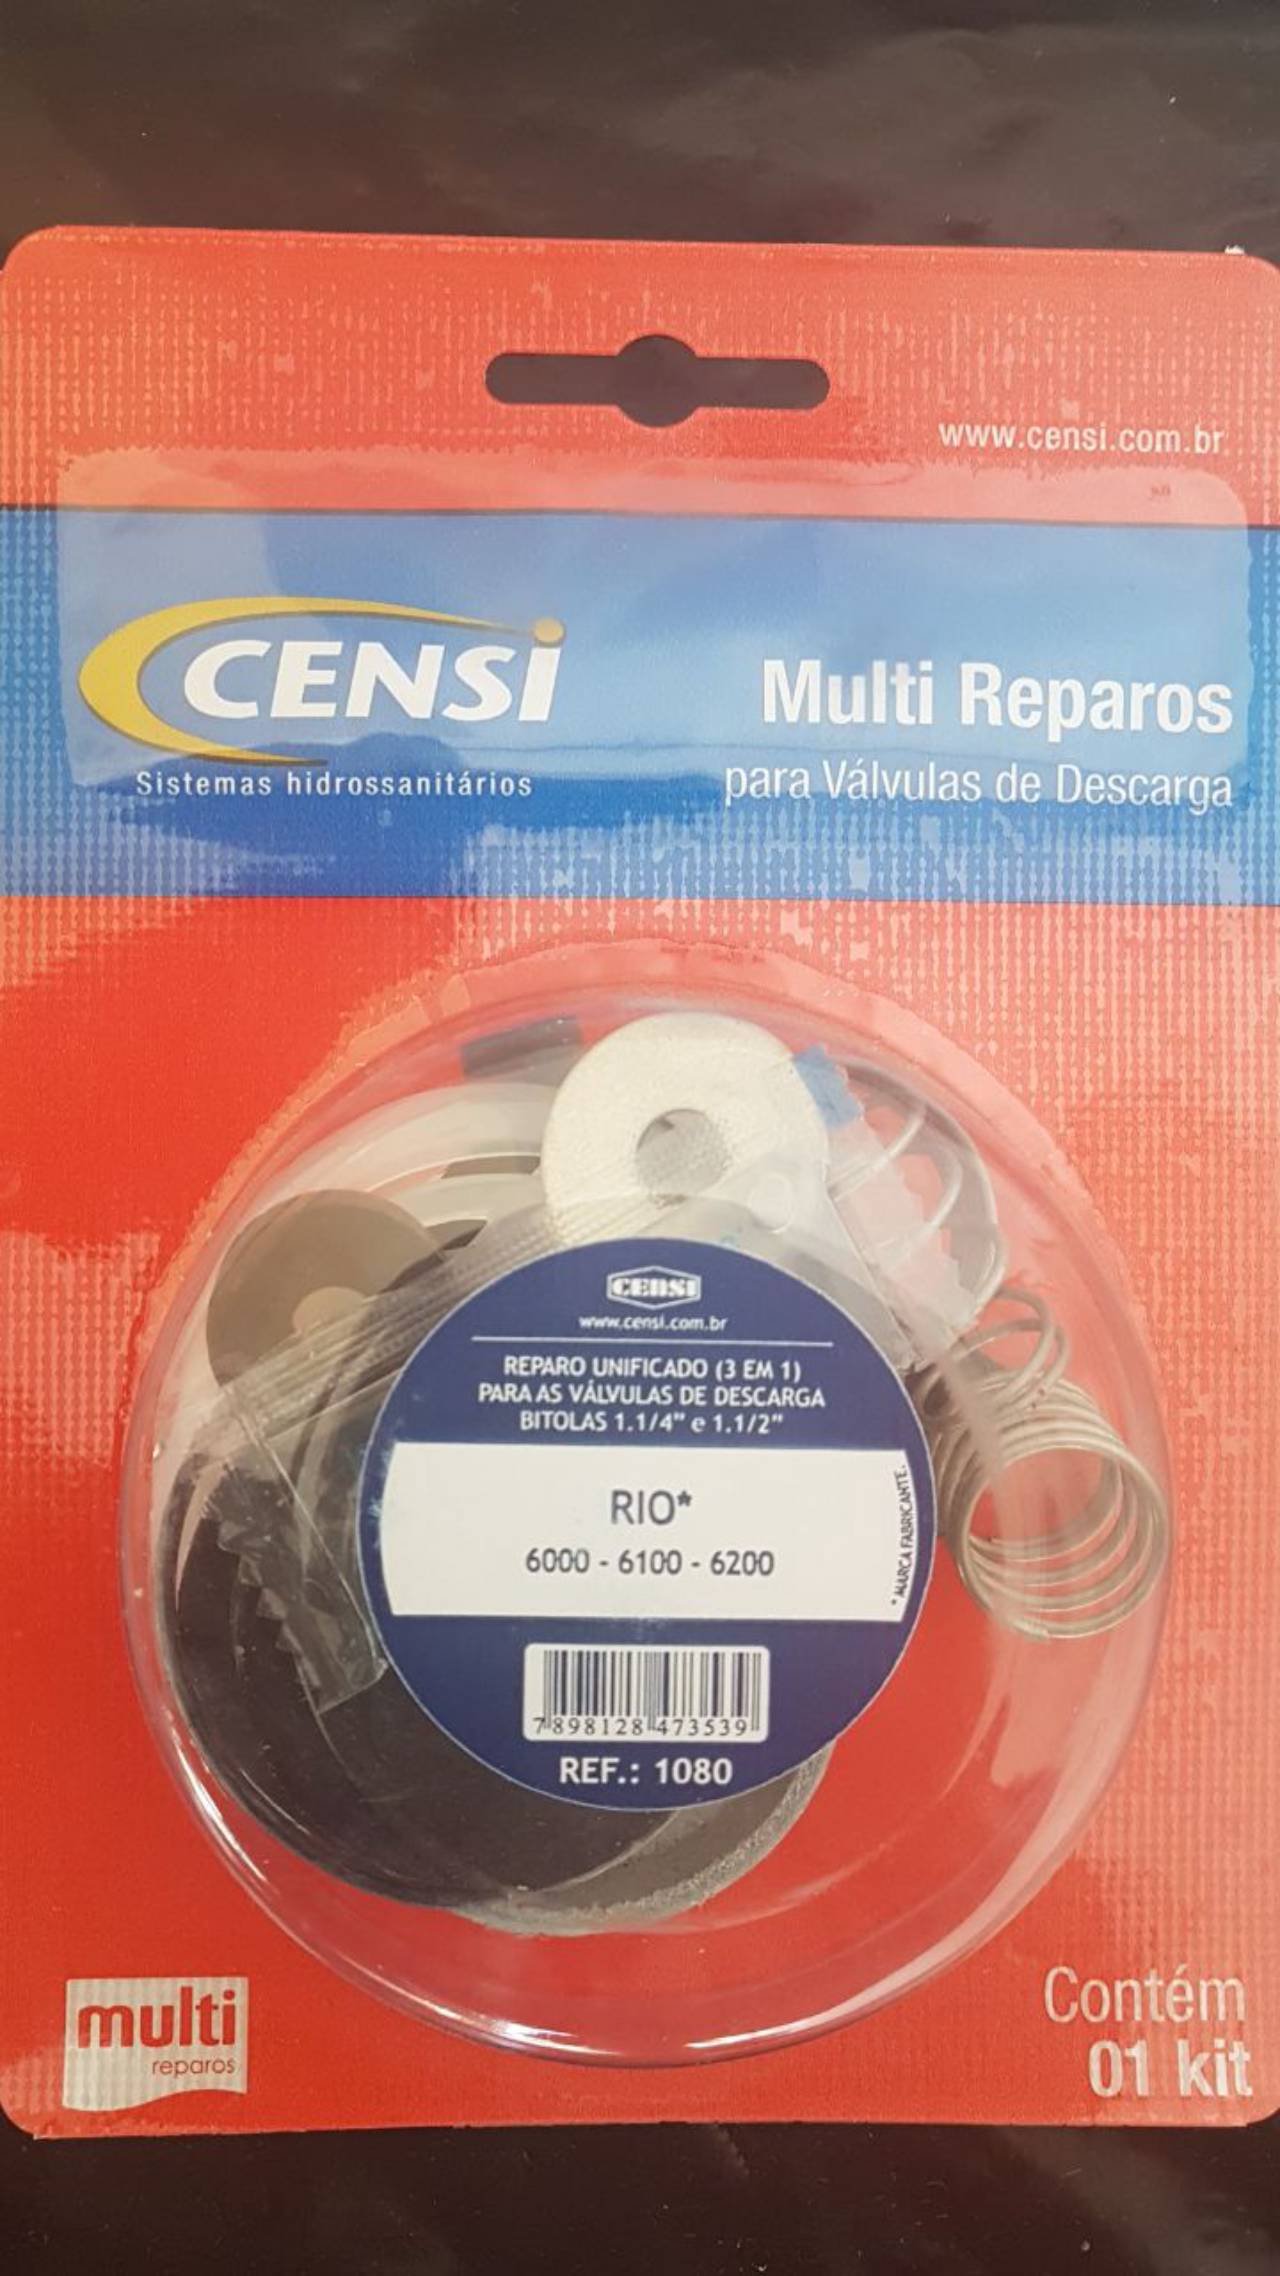 www.censi.com.br
CENSI
Sistemas hidrossanitários
Multi Reparos
para Válvulas de Descarga
CENSI
www.censi.com.br
REPARO UNIFICADO (3 EM 1)
PARA AS VÁLVULAS DE DESCARGA
BITOLAS 1.1/4" e 1.1/2"
RIO*
6000 - 6100 - 6200
* MARCA FABRICANTE.
7898128473539
REF.: 1080
multi
reparos
Contém
01 kit